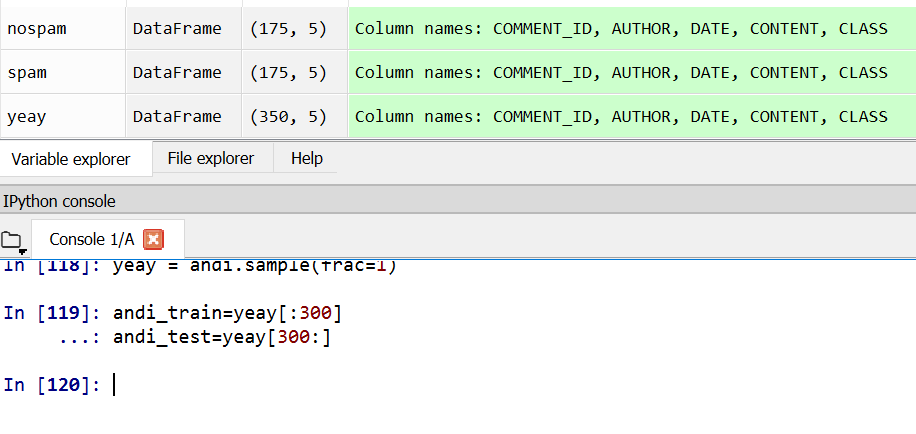 nospam DataFrame (175, 5) Column names: COMMENT_ID, AUTHOR, DATE, CONTENT, CLASS
spam DataFrame (175, 5) Column names: COMMENT_ID, AUTHOR, DATE, CONTENT, CLASS
yeay DataFrame (350, 5) Column names: COMMENT_ID, AUTHOR, DATE, CONTENT, CLASS
Variable explorer File explorer Help
IPython console
Console 1/A
In [118]: yeay = andi.sample(frac=1)
In [119]: andi_train=yeay[:300]
...: andi_test=yeay[300:]
In [120]: